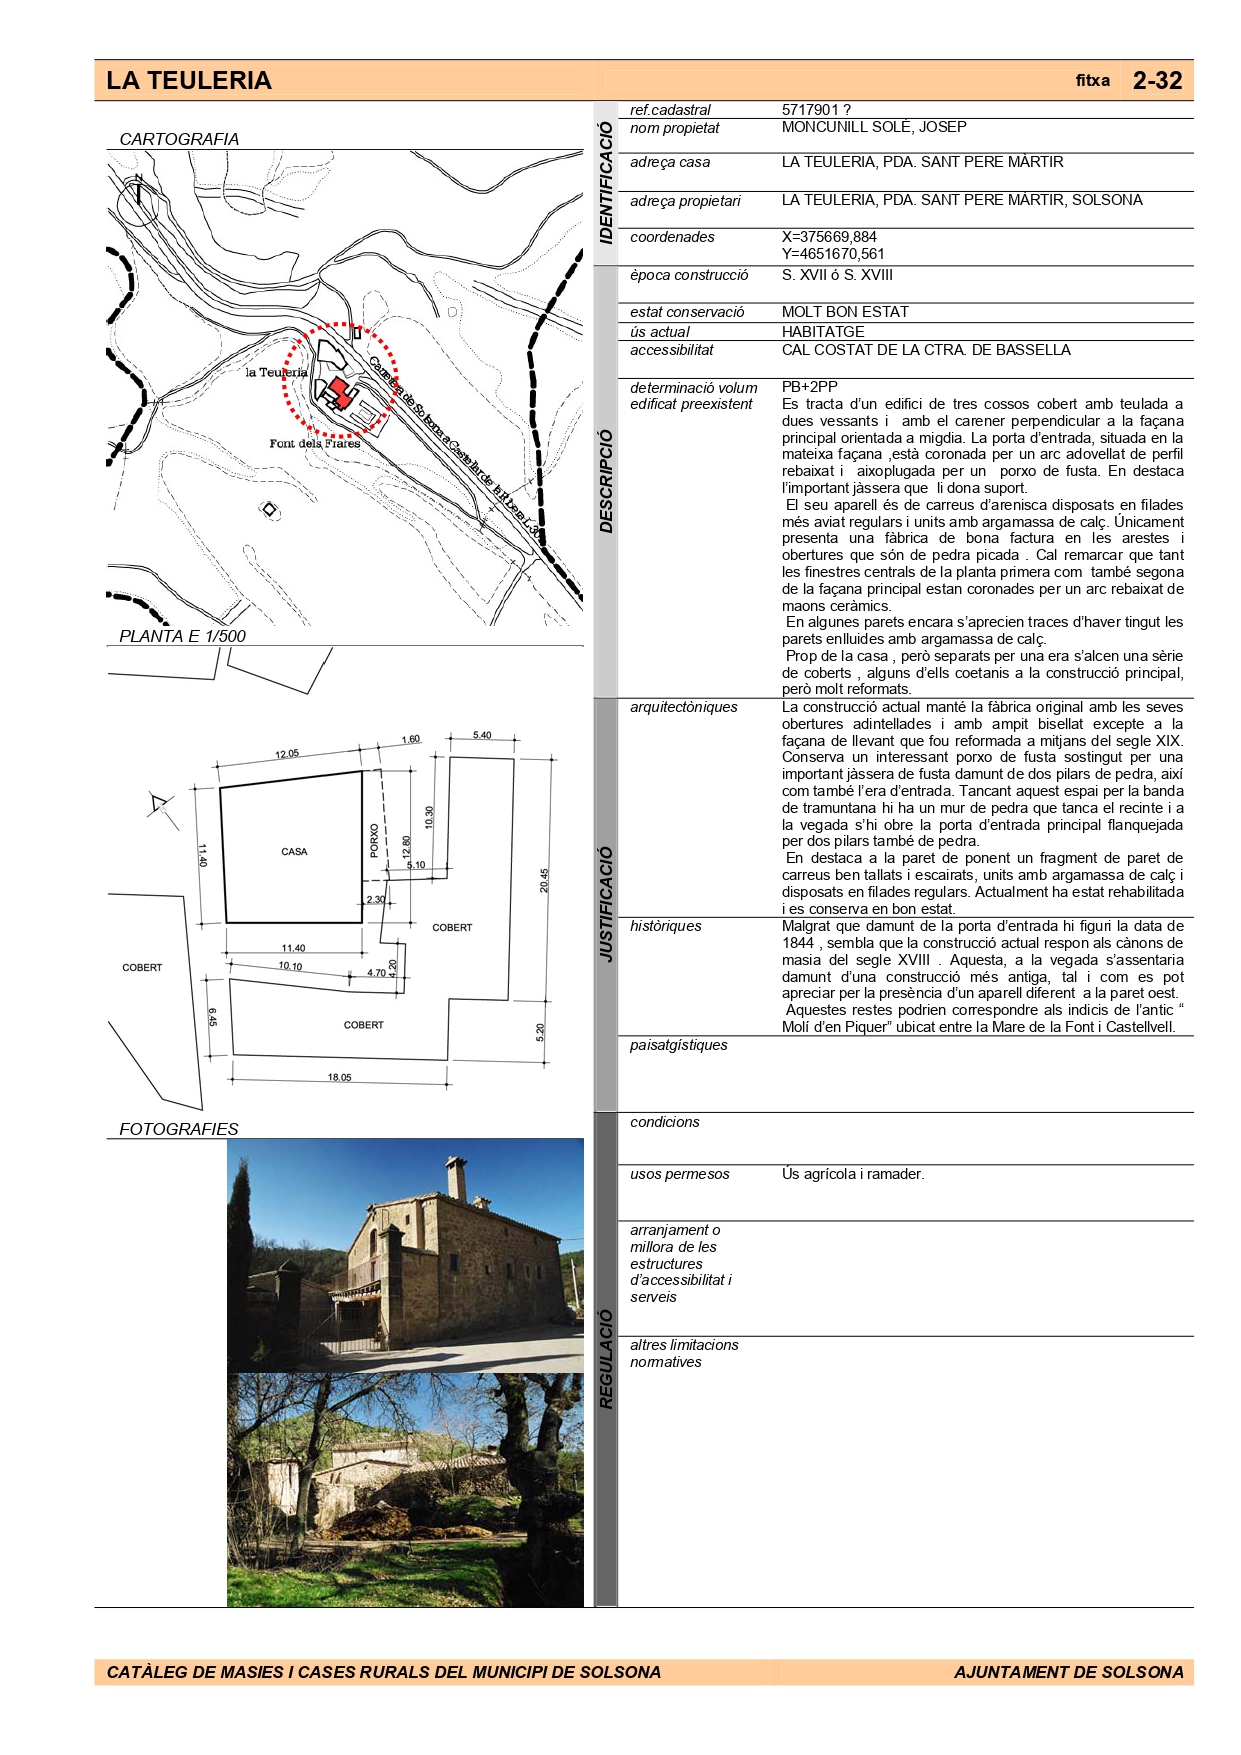 LA TEULERIA
fitxa 2-32
CARTOGRAFIA
N
la Teuleria
Font dels Frares
Carretera de Solsona a Castellar de la Ribera L-301
PLANTA E 1/500
12.05
1.60
5.40
11.40
CASA
PORXO
12.80
10.30
5.10
2.30
20.45
COBERT
11.40
10.10
4.70
4.20
COBERT
6.45
COBERT
5.20
18.05
FOTOGRAFIES
IDENTIFICACIÓ
ref.cadastral 5717901 ?
nom propietat MONCUNILL SOLÉ, JOSEP
adreça casa LA TEULERIA, PDA. SANT PERE MÀRTIR
adreça propietari LA TEULERIA, PDA. SANT PERE MÀRTIR, SOLSONA
coordenades X=375669,884
Y=4651670,561
DESCRIPCIÓ
època construcció S. XVII ó S. XVIII
estat conservació MOLT BON ESTAT
ús actual HABITATGE
accessibilitat CAL COSTAT DE LA CTRA. DE BASSELLA
determinació volum PB+2PP
edificat preexistent Es tracta d’un edifici de tres cossos cobert amb teulada a
dues vessants i amb el carener perpendicular a la façana
principal orientada a migdia. La porta d’entrada, situada en la
mateixa façana ,està coronada per un arc adovellat de perfil
rebaixat i aixoplugada per un porxo de fusta. En destaca
l’important jàssera que li dona suport.
El seu aparell és de carreus d’arenisca disposats en filades
més aviat regulars i units amb argamassa de calç. Únicament
presenta una fàbrica de bona factura en les arestes i
obertures que són de pedra picada . Cal remarcar que tant
les finestres centrals de la planta primera com també segona
de la façana principal estan coronades per un arc rebaixat de
maons ceràmics.
En algunes parets encara s’aprecien traces d’haver tingut les
parets enlluides amb argamassa de calç.
Prop de la casa , però separats per una era s’alcen una sèrie
de coberts , alguns d’ells coetanis a la construcció principal,
però molt reformats.
JUSTIFICACIÓ
arquitectòniques La construcció actual manté la fàbrica original amb les seves
obertures adintellades i amb ampit bisellat excepte a la
façana de llevant que fou reformada a mitjans del segle XIX.
Conserva un interessant porxo de fusta sostingut per una
important jàssera de fusta damunt de dos pilars de pedra, així
com també l’era d’entrada. Tancant aquest espai per la banda
de tramuntana hi ha un mur de pedra que tanca el recinte i a
la vegada s’hi obre la porta d’entrada principal flanquejada
per dos pilars també de pedra.
En destaca a la paret de ponent un fragment de paret de
carreus ben tallats i escairats, units amb argamassa de calç i
disposats en filades regulars. Actualment ha estat rehabilitada
i es conserva en bon estat.
històriques Malgrat que damunt de la porta d’entrada hi figuri la data de
1844 , sembla que la construcció actual respon als cànons de
masia del segle XVIII . Aquesta, a la vegada s’assentaria
damunt d’una construcció més antiga, tal i com es pot
apreciar per la presència d’un aparell diferent a la paret oest.
Aquestes restes podrien correspondre als indicis de l’antic “
Molí d’en Piquer” ubicat entre la Mare de la Font i Castellvell.
paisatgístiques
REGULACIÓ
condicions
usos permesos Ús agrícola i ramader.
arranjament o
millora de les
estructures
d’accessibilitat i
serveis
altres limitacions
normatives
CATÀLEG DE MASIES I CASES RURALS DEL MUNICIPI DE SOLSONA
AJUNTAMENT DE SOLSONA